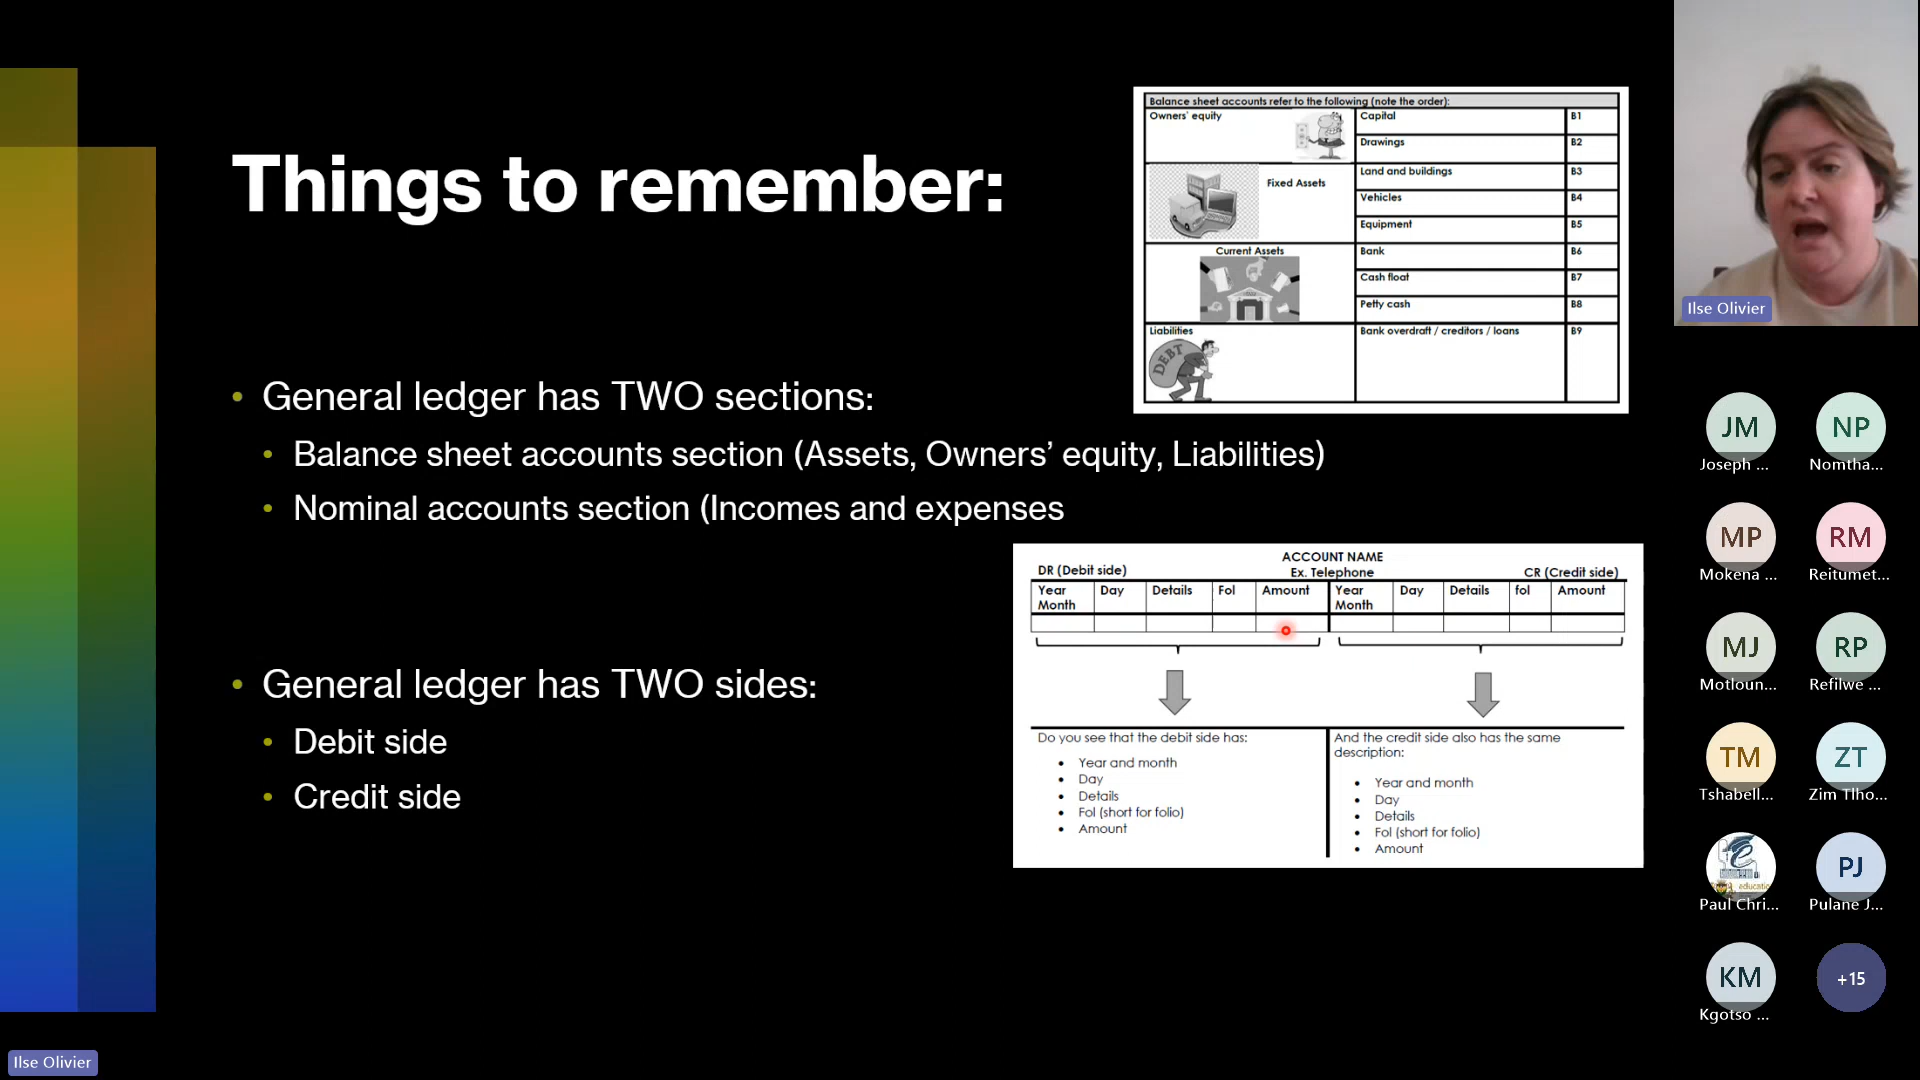 Things to remember:
• General ledger has TWO sections:
• Balance sheet accounts section (Assets, Owners’ equity, Liabilities)
• Nominal accounts section (Incomes and expenses
• General ledger has TWO sides:
• Debit side
• Credit side
Balance sheet accounts refer to the following (note the order):
Owners' equity
Capital B1
Drawings B2
Fixed Assets
Land and buildings B3
Vehicles B4
Equipment B5
Current Assets
Bank B6
Cash float B7
Petty cash B8
Liabilities
DEBT
Bank overdraft / creditors / loans B9
ACCOUNT NAME
DR (Debit side) Ex. Telephone CR (Credit side)
Year Month Day Details Fol Amount Year Month Day Details fol Amount
Do you see that the debit side has:
• Year and month
• Day
• Details
• Fol (short for folio)
• Amount
And the credit side also has the same
description:
• Year and month
• Day
• Details
• Fol (short for folio)
• Amount
Ilse Olivier
JM
Joseph ...
NP
Nomtha...
MP
Mokena ...
RM
Reitumet...
MJ
Motloun...
RP
Refilwe ...
TM
Tshabell...
ZT
Zim Tlho...
Paul Chri...
PJ
Pulane J...
KM
Kgotso ...
+15
Ilse Olivier